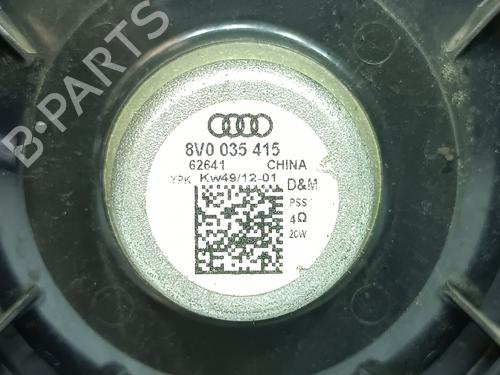 B-PARTS
8V0 035 415
62641 CHINA
YPK KW49/12-01 D&M
PSS
4Ω
20W